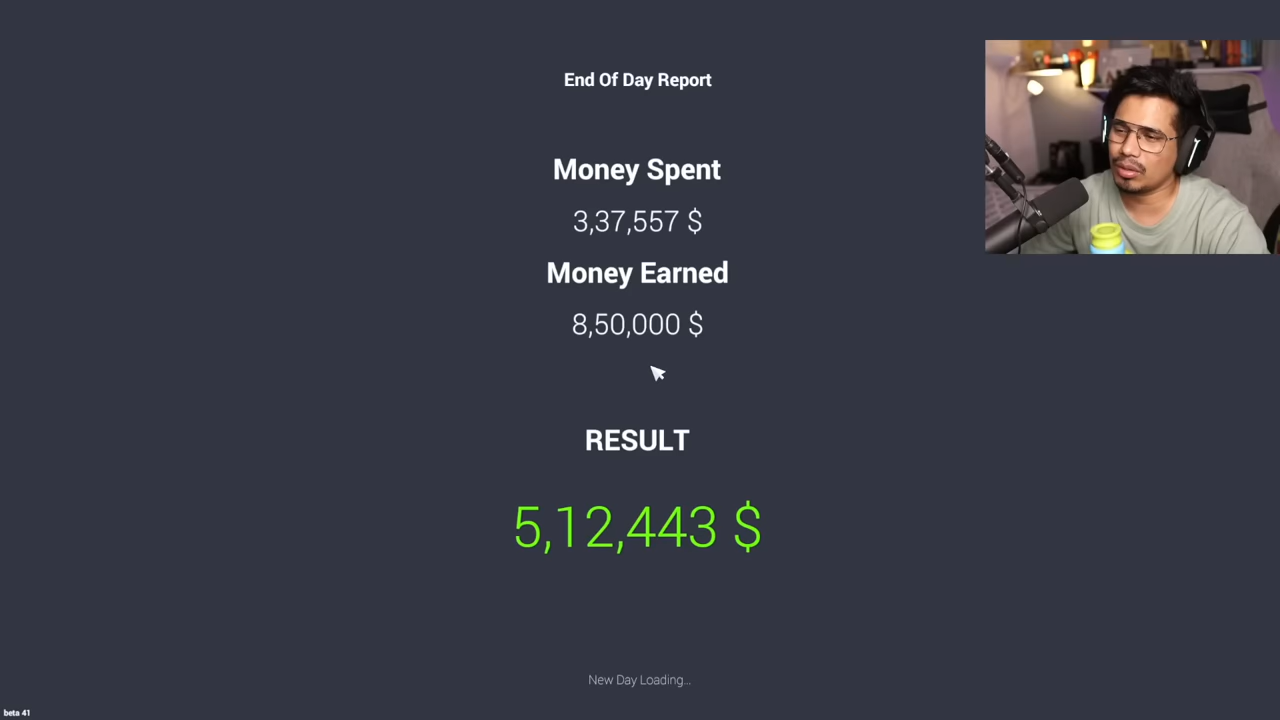 End Of Day Report
Money Spent
3,37,557 $
Money Earned
8,50,000 $
RESULT
5,12,443 $
New Day Loading...
beta 41